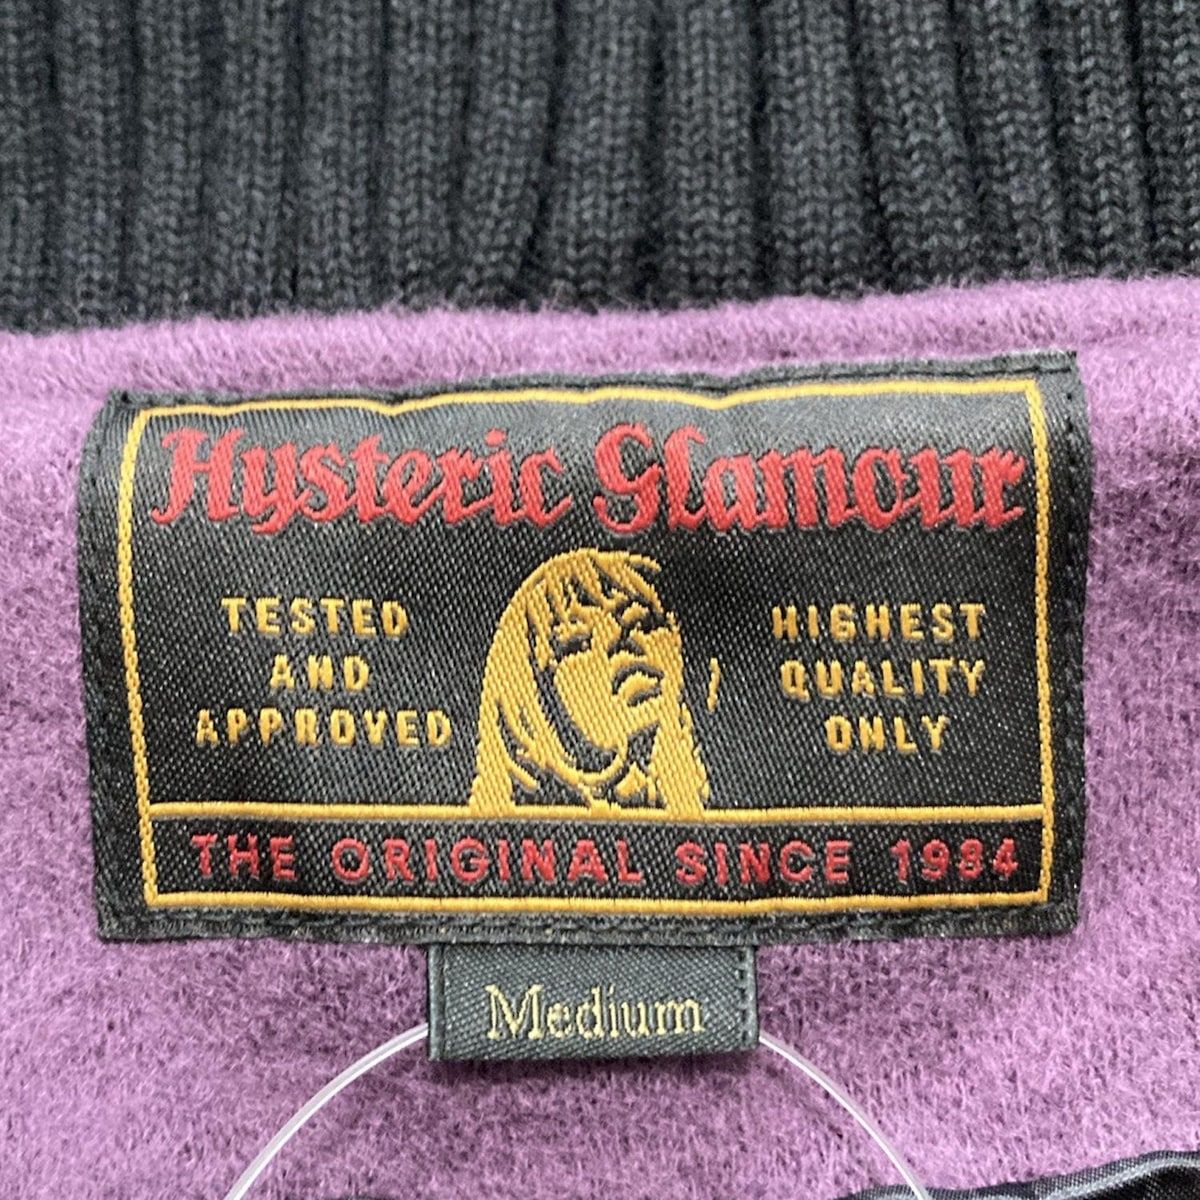 Hysteric Glamour
TESTED
AND
APPROVED
HIGHEST
QUALITY
ONLY
THE ORIGINAL SINCE 1984
Medium